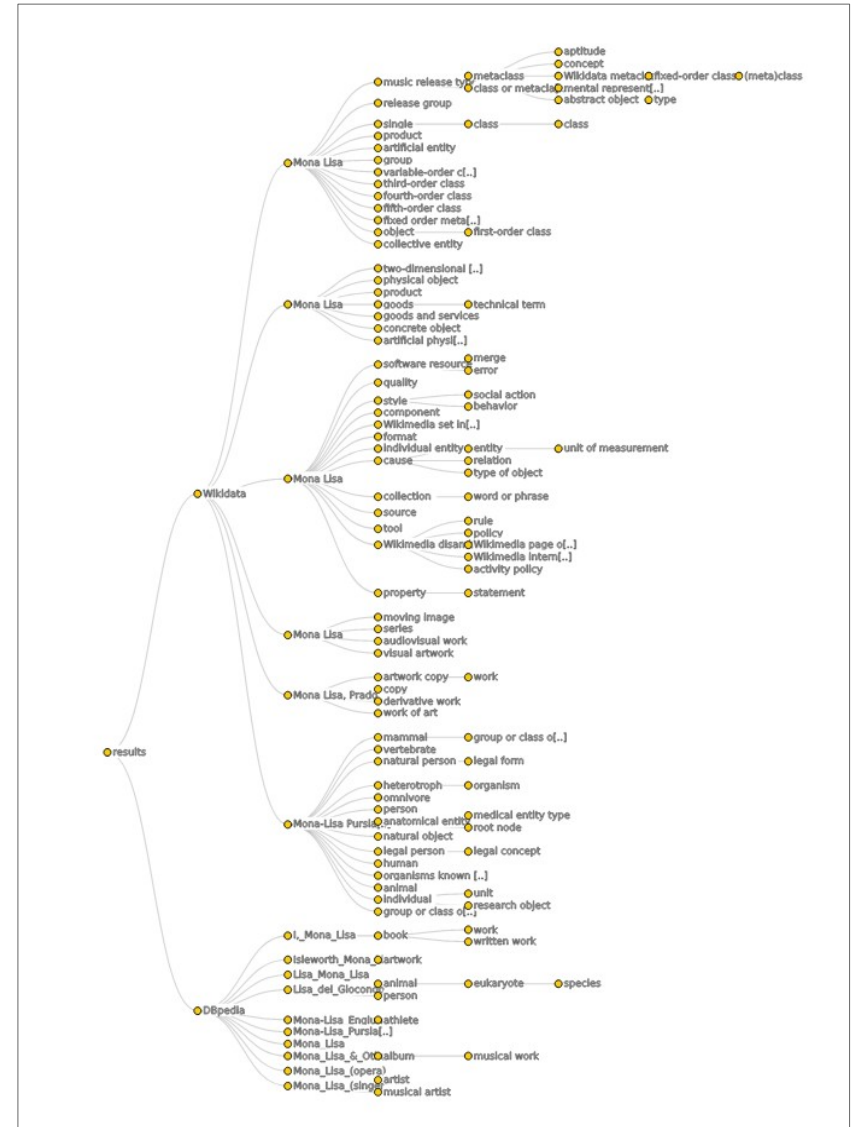 aptitude
concept
metaclass
Wikidata metacl
fixed-order class
(meta)class
music release typ
class or metacla
mental represent[..]
abstract object
type
release group
single
class
class
product
artificial entity
Mona Lisa
group
variable-order c[..]
third-order class
fourth-order class
fifth-order class
fixed order meta[..]
object
first-order class
collective entity
two-dimensional [..]
physical object
product
Mona Lisa
goods
technical term
goods and services
concrete object
artificial physi[..]
software resource
merge
error
quality
style
social action
behavior
component
Wikimedia set in[..]
format
individual entity
entity
unit of measurement
cause
relation
type of object
Mona Lisa
Wikidata
collection
word or phrase
source
tool
rule
policy
Wikimedia disam
Wikimedia page o[..]
Wikimedia intern[..]
activity policy
property
statement
moving image
series
Mona Lisa
audiovisual work
visual artwork
artwork copy
work
copy
Mona Lisa, Prado
derivative work
work of art
mammal
group or class o[..]
vertebrate
results
natural person
legal form
heterotroph
organism
omnivore
person
medical entity type
anatomical entity
root node
Mona-Lisa Pursia[..]
natural object
legal person
legal concept
human
organisms known [..]
animal
individual
unit
research object
group or class o[..]
I,_Mona_Lisa
book
work
written work
Isleworth_Mona_
artwork
Lisa_Mona_Lisa
Lisa_del_Giocondo
animal
eukaryote
species
person
DBpedia
Mona-Lisa_Englun
athlete
Mona-Lisa_Pursia[..]
Mona_Lisa
Mona_Lisa_&_Oth
album
musical work
Mona_Lisa_(opera)
artist
Mona_Lisa_(singe
musical artist